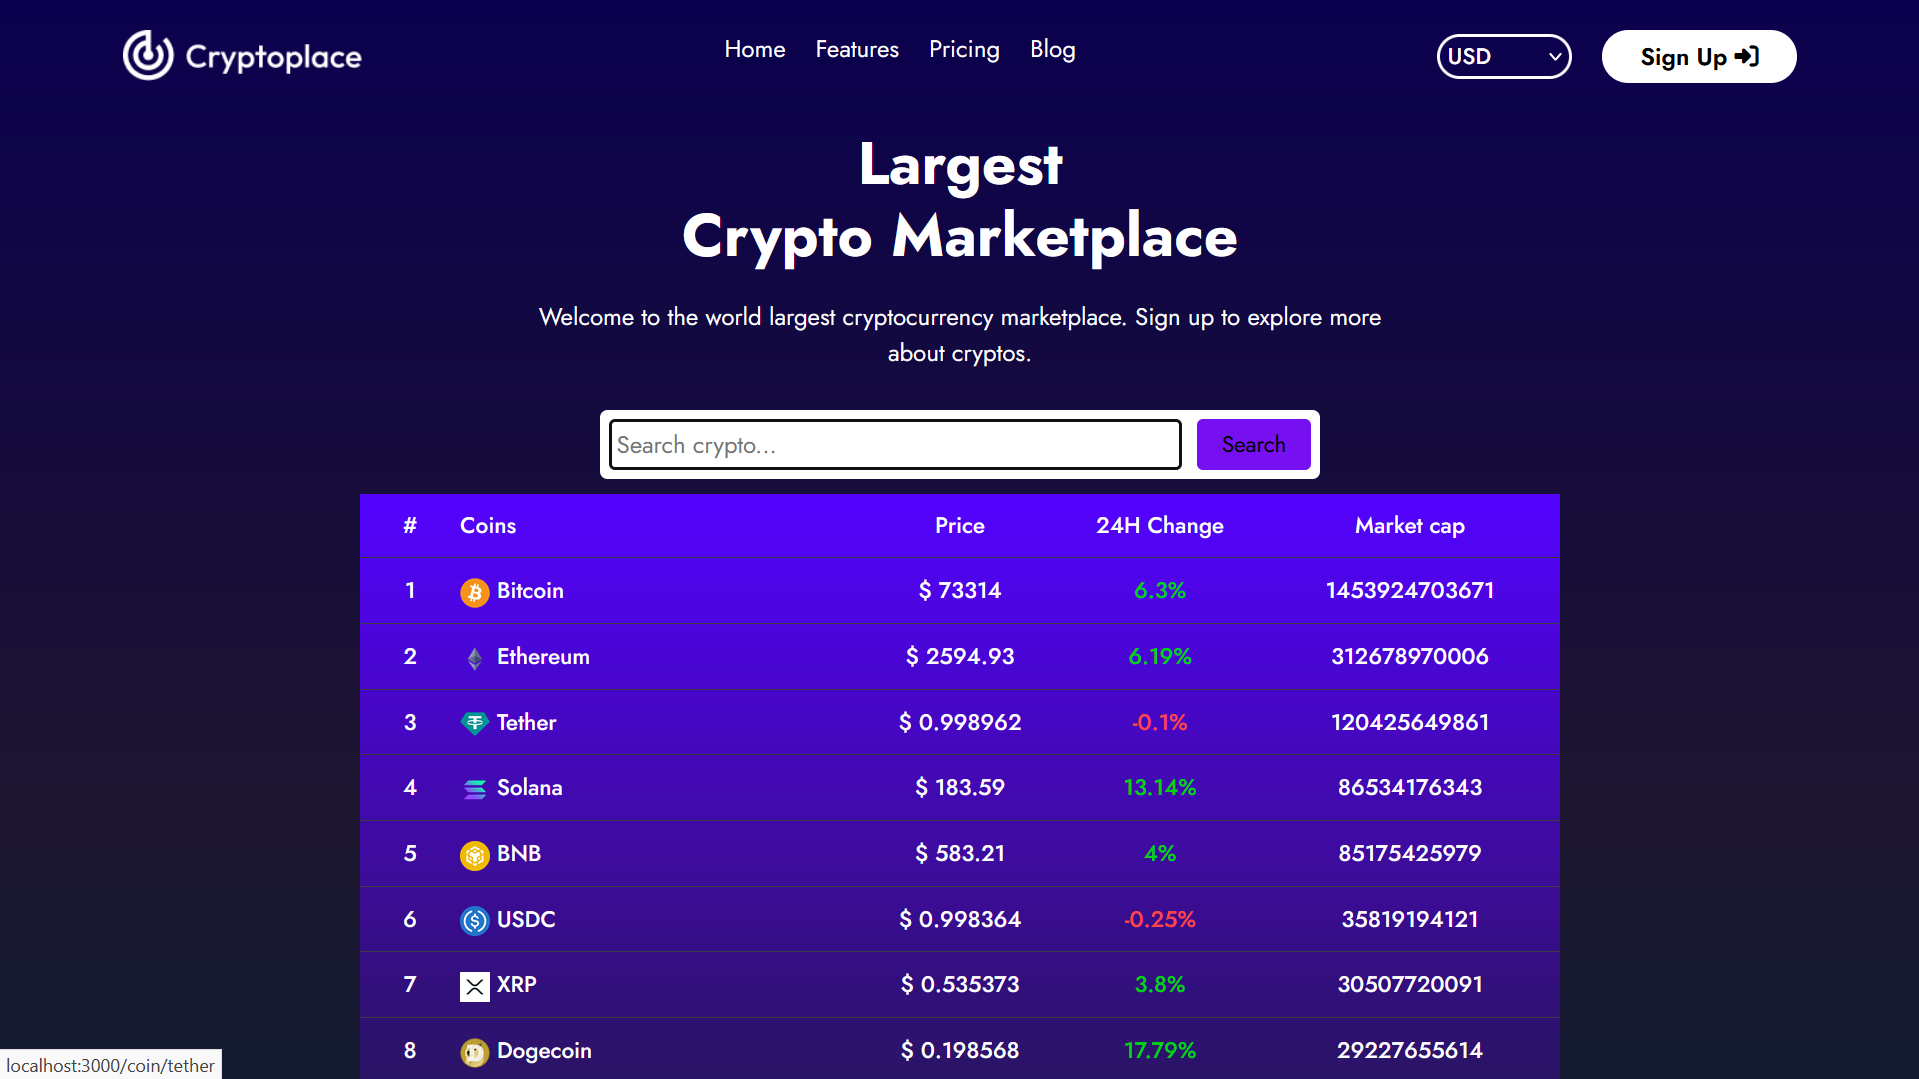 Cryptoplace Home Features Pricing Blog USD Sign Up
Largest
Crypto Marketplace
Welcome to the world largest cryptocurrency marketplace. Sign up to explore more
about cryptos.
Search crypto... Search
# Coins Price 24H Change Market cap
1 Bitcoin $ 73314 6.3% 1453924703671
2 Ethereum $ 2594.93 6.19% 312678970006
3 Tether $ 0.998962 -0.1% 120425649861
4 Solana $ 183.59 13.14% 86534176343
5 BNB $ 583.21 4% 85175425979
6 USDC $ 0.998364 -0.25% 35819194121
7 XRP $ 0.535373 3.8% 30507720091
8 Dogecoin $ 0.198568 17.79% 29227655614
localhost:3000/coin/tether